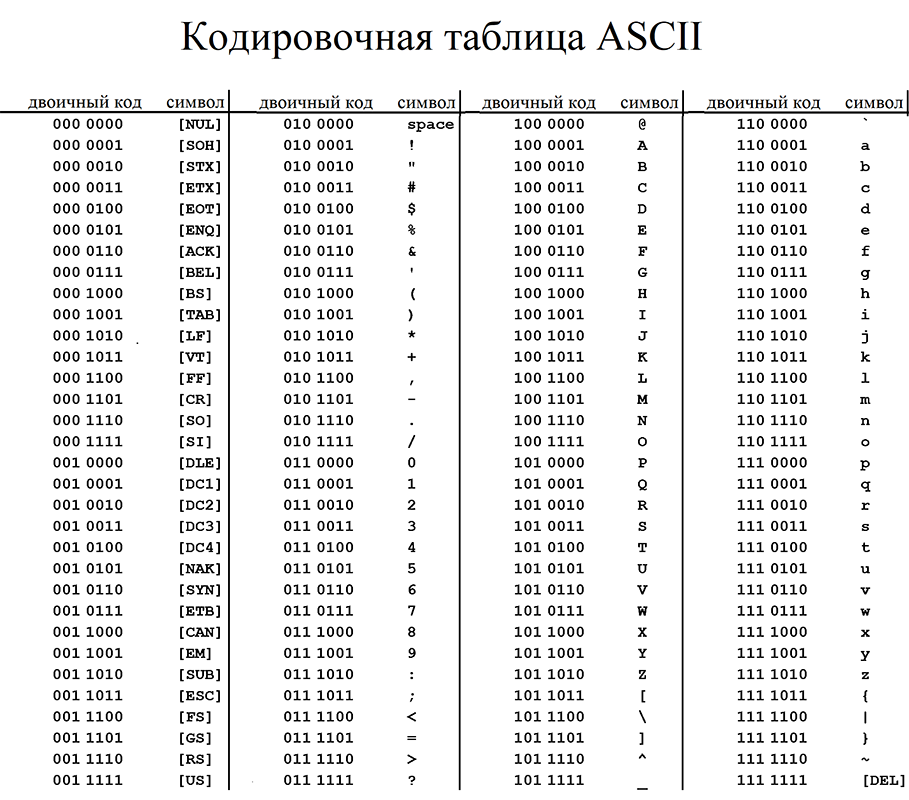 Кодировочная таблица ASCII
двоичный код символ двоичный код символ двоичный код символ двоичный код символ
000 0000 [NUL] 010 0000 space 100 0000 @ 110 0000 `
000 0001 [SOH] 010 0001 ! 100 0001 A 110 0001 a
000 0010 [STX] 010 0010 " 100 0010 B 110 0010 b
000 0011 [ETX] 010 0011 # 100 0011 C 110 0011 c
000 0100 [EOT] 010 0100 $ 100 0100 D 110 0100 d
000 0101 [ENQ] 010 0101 % 100 0101 E 110 0101 e
000 0110 [ACK] 010 0110 & 100 0110 F 110 0110 f
000 0111 [BEL] 010 0111 ' 100 0111 G 110 0111 g
000 1000 [BS] 010 1000 ( 100 1000 H 110 1000 h
000 1001 [TAB] 010 1001 ) 100 1001 I 110 1001 i
000 1010 [LF] 010 1010 * 100 1010 J 110 1010 j
000 1011 [VT] 010 1011 + 100 1011 K 110 1011 k
000 1100 [FF] 010 1100 , 100 1100 L 110 1100 l
000 1101 [CR] 010 1101 - 100 1101 M 110 1101 m
000 1110 [SO] 010 1110 . 100 1110 N 110 1110 n
000 1111 [SI] 010 1111 / 100 1111 O 110 1111 o
001 0000 [DLE] 011 0000 0 101 0000 P 111 0000 p
001 0001 [DC1] 011 0001 1 101 0001 Q 111 0001 q
001 0010 [DC2] 011 0010 2 101 0010 R 111 0010 r
001 0011 [DC3] 011 0011 3 101 0011 S 111 0011 s
001 0100 [DC4] 011 0100 4 101 0100 T 111 0100 t
001 0101 [NAK] 011 0101 5 101 0101 U 111 0101 u
001 0110 [SYN] 011 0110 6 101 0110 V 111 0110 v
001 0111 [ETB] 011 0111 7 101 0111 W 111 0111 w
001 1000 [CAN] 011 1000 8 101 1000 X 111 1000 x
001 1001 [EM] 011 1001 9 101 1001 Y 111 1001 y
001 1010 [SUB] 011 1010 : 101 1010 Z 111 1010 z
001 1011 [ESC] 011 1011 ; 101 1011 [ 111 1011 {
001 1100 [FS] 011 1100 < 101 1100 \ 111 1100 |
001 1101 [GS] 011 1101 = 101 1101 ] 111 1101 }
001 1110 [RS] 011 1110 > 101 1110 ^ 111 1110 ~
001 1111 [US] 011 1111 ? 101 1111 _ 111 1111 [DEL]